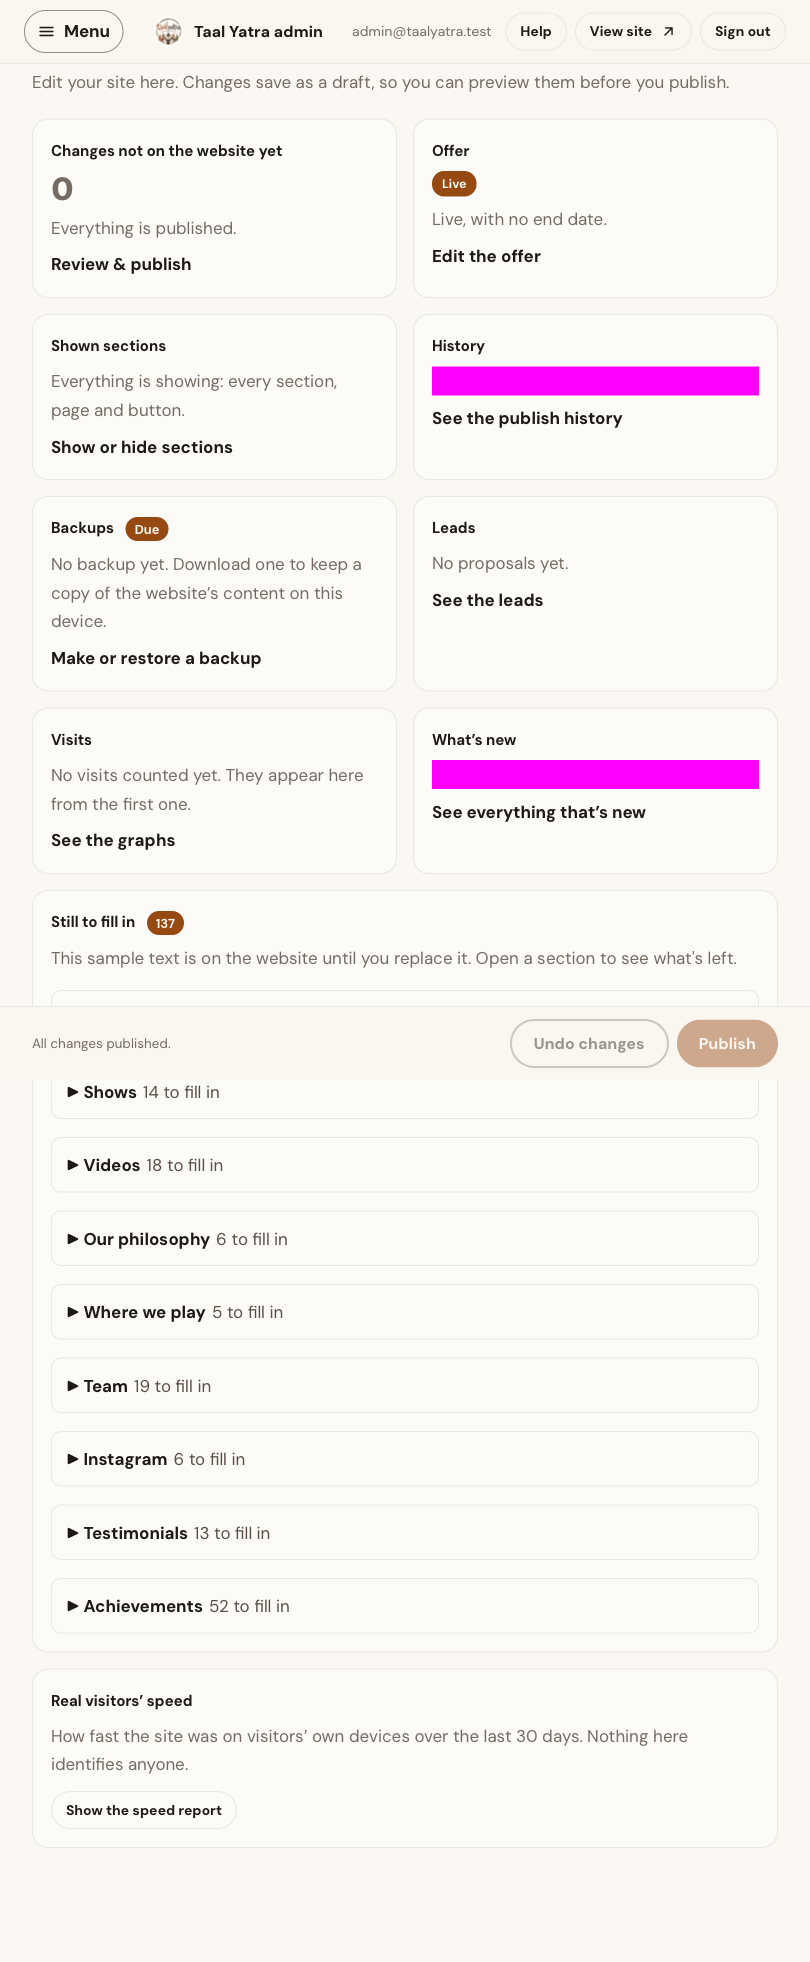 Menu
Taal Yatra admin
admin@taalyatra.test
Help
View site
Sign out
Edit your site here. Changes save as a draft, so you can preview them before you publish.
Changes not on the website yet
0
Everything is published.
Review & publish
Offer
Live
Live, with no end date.
Edit the offer
Shown sections
Everything is showing: every section,
page and button.
Show or hide sections
History
See the publish history
Backups
Due
No backup yet. Download one to keep a
copy of the website’s content on this
device.
Make or restore a backup
Leads
No proposals yet.
See the leads
Visits
No visits counted yet. They appear here
from the first one.
See the graphs
What’s new
See everything that’s new
Still to fill in
137
This sample text is on the website until you replace it. Open a section to see what's left.
All changes published.
Undo changes
Publish
Shows 14 to fill in
Videos 18 to fill in
Our philosophy 6 to fill in
Where we play 5 to fill in
Team 19 to fill in
Instagram 6 to fill in
Testimonials 13 to fill in
Achievements 52 to fill in
Real visitors’ speed
How fast the site was on visitors’ own devices over the last 30 days. Nothing here
identifies anyone.
Show the speed report